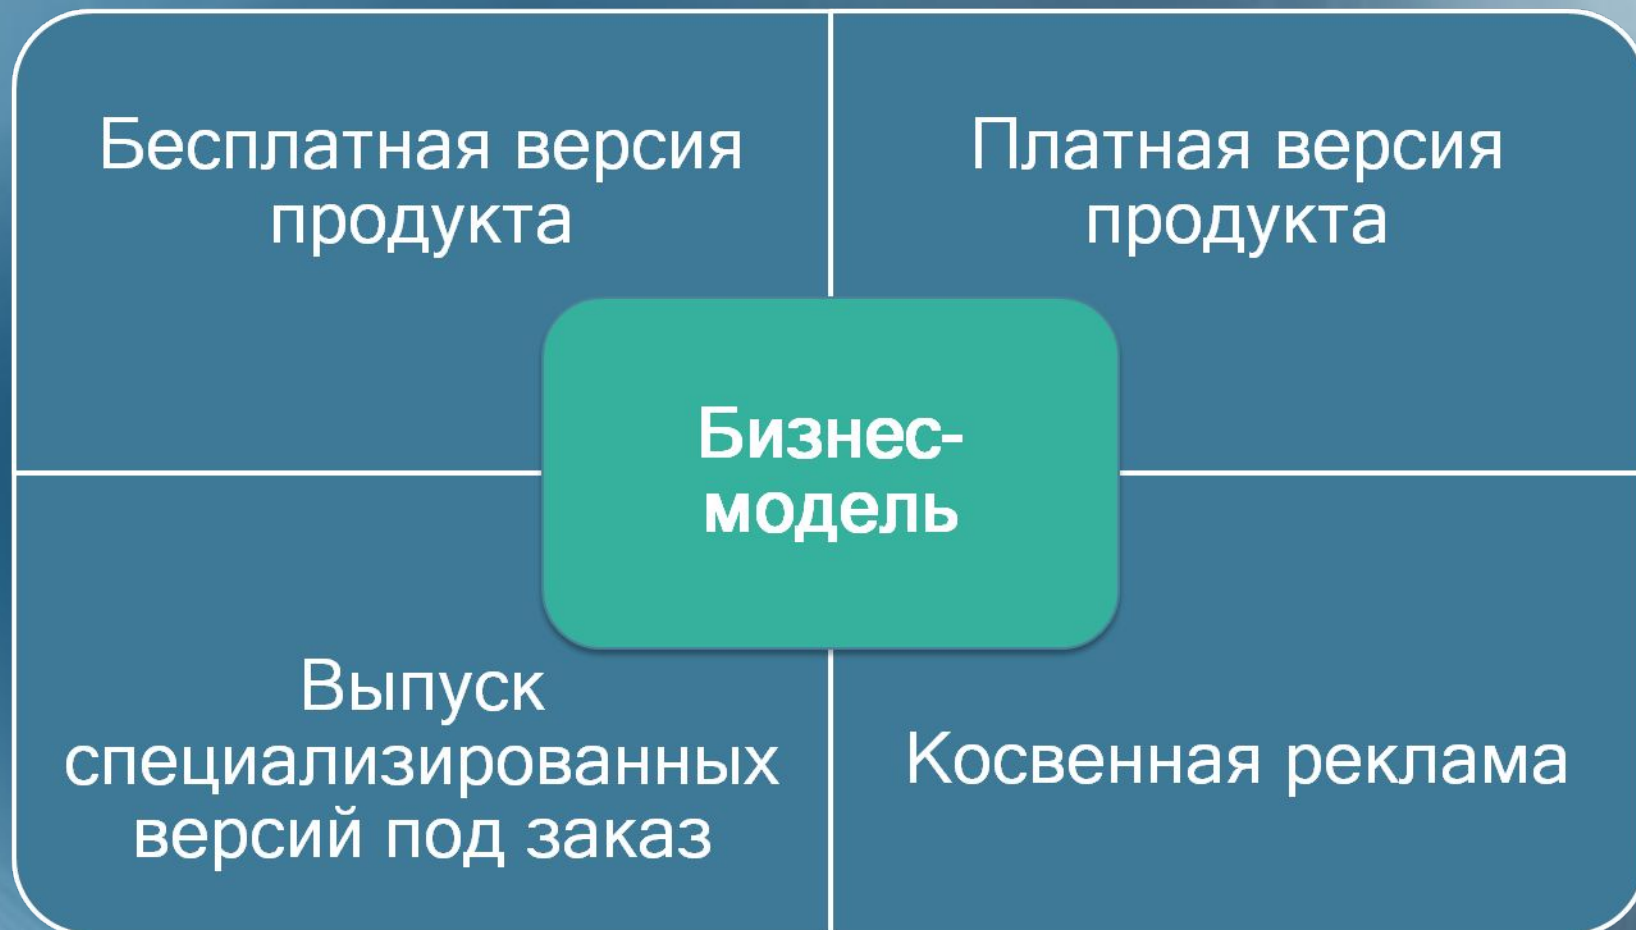 Бесплатная версия
продукта
Платная версия
продукта
Бизнес-
модель
Выпуск
специализированных
версий под заказ
Косвенная реклама